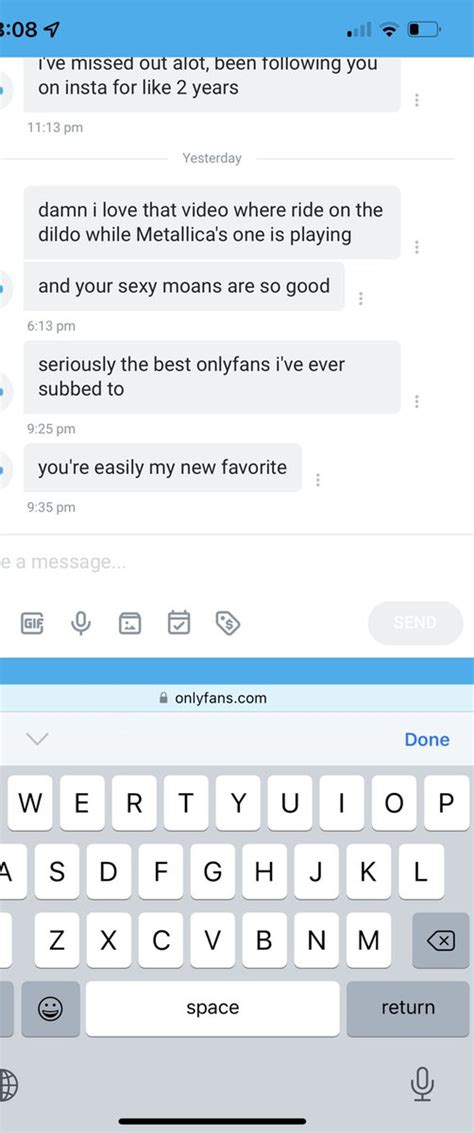 3:08
i've missed out alot, been following you
on insta for like 2 years
11:13 pm
Yesterday
damn i love that video where ride on the
dildo while Metallica's one is playing
and your sexy moans are so good
6:13 pm
seriously the best onlyfans i've ever
subbed to
9:25 pm
you're easily my new favorite
9:35 pm
e a message...
GIF
$
SEND
onlyfans.com
Done
W E R T Y U I O P
A S D F G H J K L
Z X C V B N M
space
return